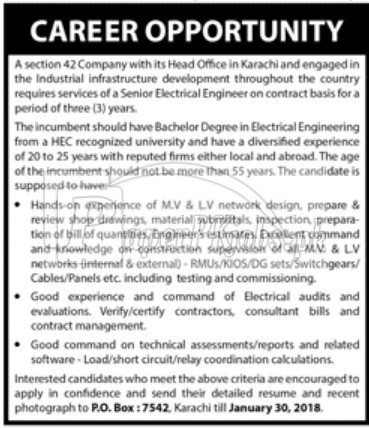 CAREER OPPORTUNITY
A section 42 Company with its Head Office in Karachi and engaged in
the Industrial infrastructure development throughout the country
requires services of a Senior Electrical Engineer on contract basis for a
period of three (3) years.
The incumbent should have Bachelor Degree in Electrical Engineering
from a HEC recognized university and have a diversified experience
of 20 to 25 years with reputed firms either local and abroad. The age
of the incumbent should not be more than 55 years. The candidate is
supposed to have:
• Hands-on experience of M.V & L.V network design, prepare &
review shop drawings, material submittals, inspection, prepara-
tion of bill of quantities, Engineer's estimates. Excellent command
and knowledge on construction supervision of all M.V. & L.V
networks (internal & external) - RMUs/KIOS/DG sets/Switchgears/
Cables/Panels etc. including testing and commissioning.
• Good experience and command of Electrical audits and
evaluations. Verify/certify contractors, consultant bills and
contract management.
• Good command on technical assessments/reports and related
software - Load/short circuit/relay coordination calculations.
Interested candidates who meet the above criteria are encouraged to
apply in confidence and send their detailed resume and recent
photograph to P.O. Box : 7542, Karachi till January 30, 2018.